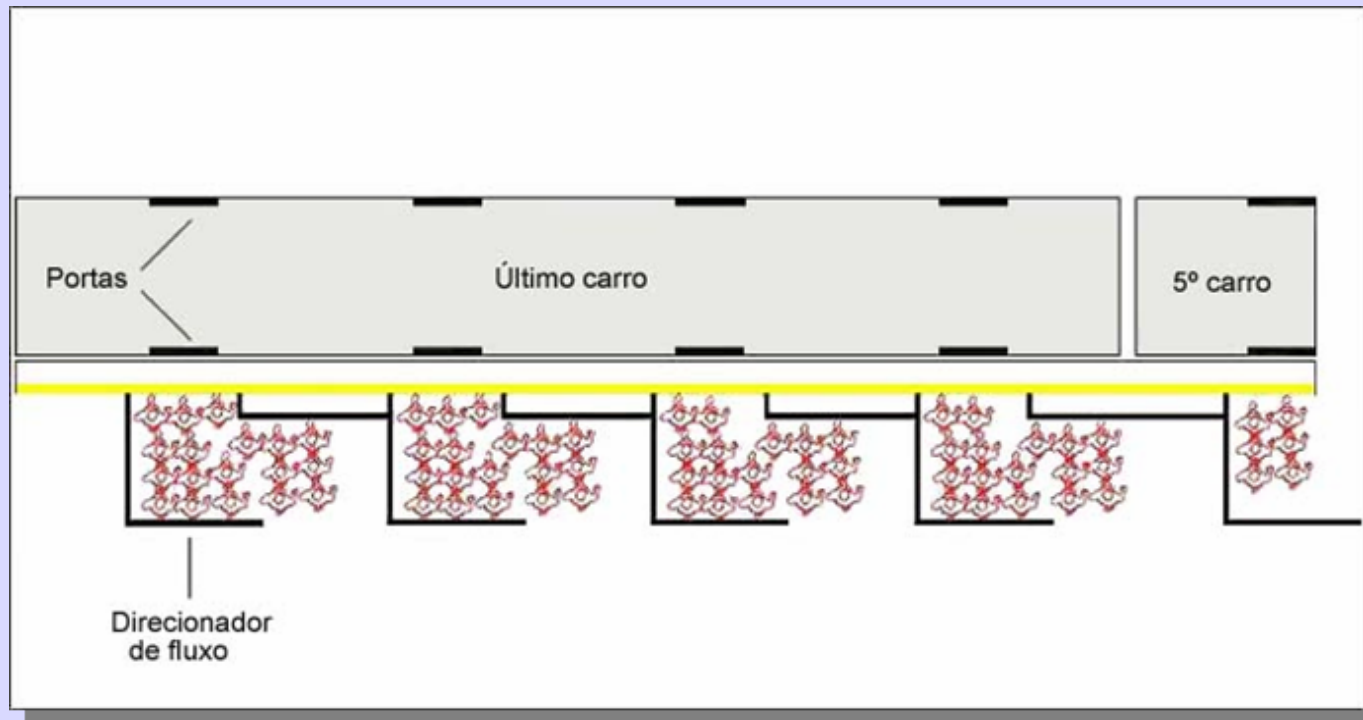 Portas
Último carro
5º carro
Direcionador
de fluxo